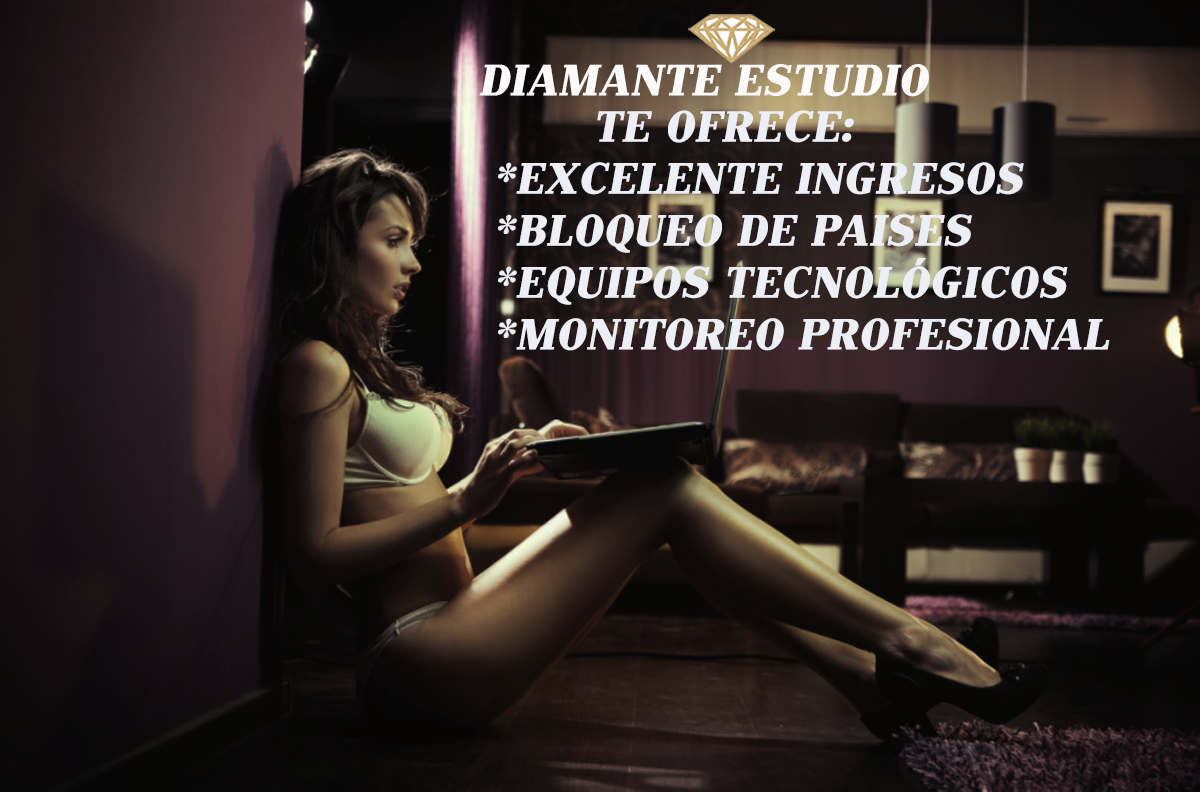 DIAMANTE ESTUDIO
TE OFRECE:
*EXCELENTE INGRESOS
*BLOQUEO DE PAISES
*EQUIPOS TECNOLÓGICOS
*MONITOREO PROFESIONAL